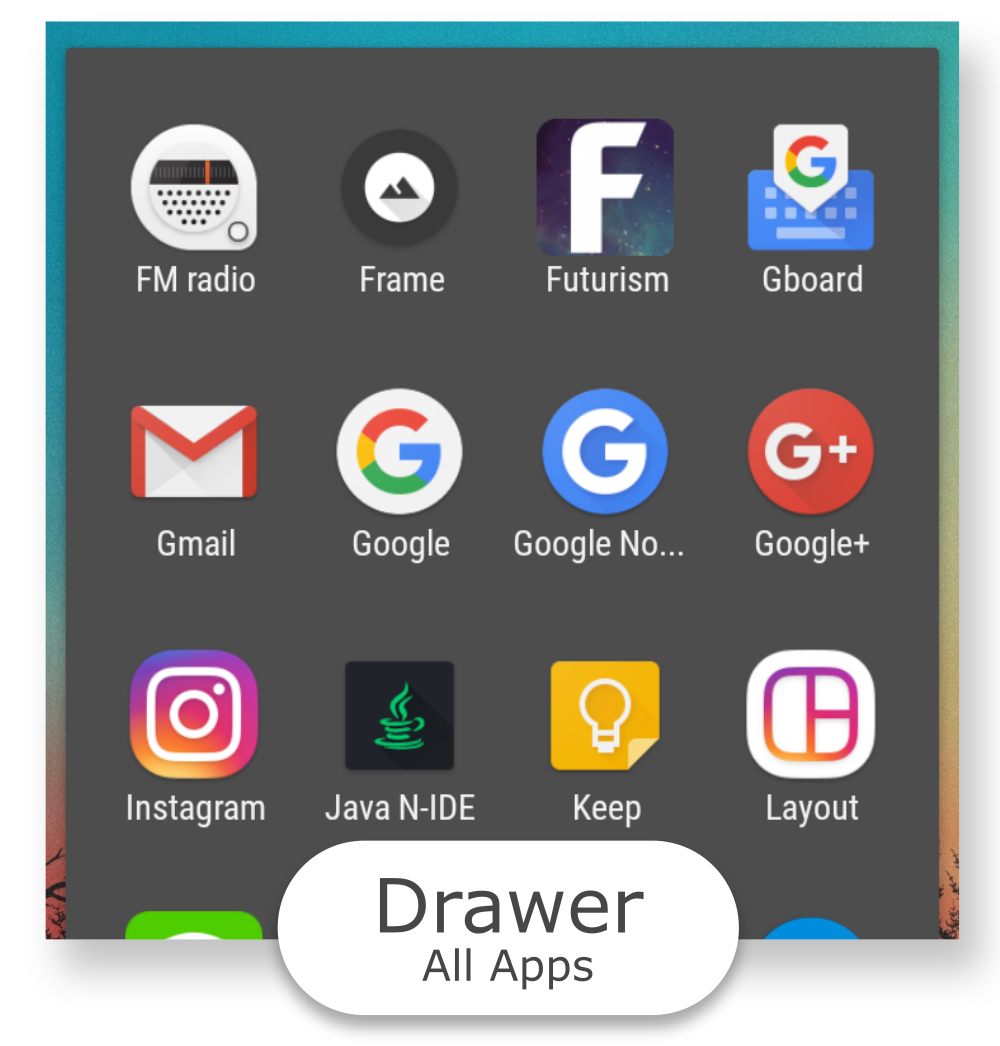 FM radio
Frame
Futurism
Gboard
Gmail
Google
Google No...
Google+
Instagram
Java N-IDE
Keep
Layout
Drawer
All Apps